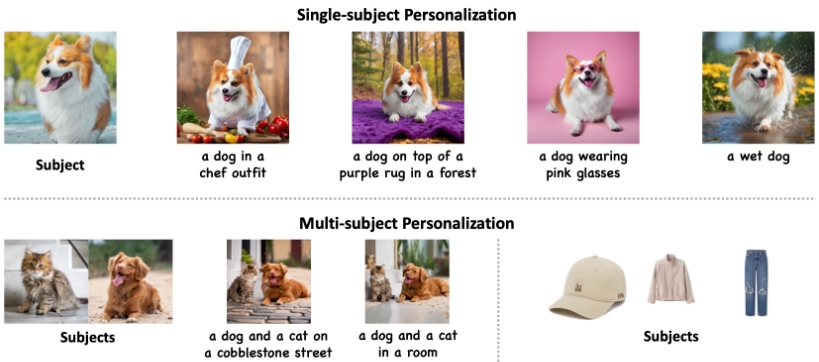 Single-subject Personalization
Subject
a dog in a
chef outfit
a dog on top of a
purple rug in a forest
a dog wearing
pink glasses
a wet dog
Multi-subject Personalization
Subjects
a dog and a cat on
a cobblestone street
a dog and a cat
in a room
Subjects